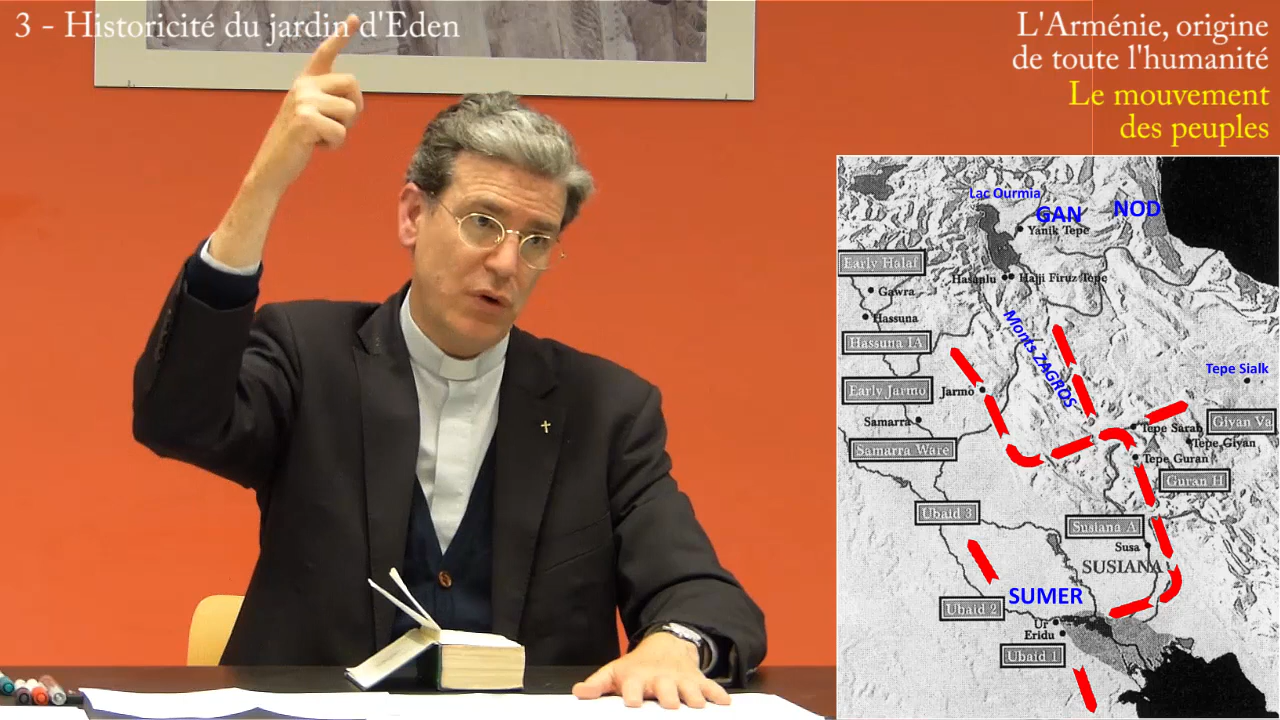 3 - Historicité du jardin d'Eden
L'Arménie, origine
de toute l'humanité
Le mouvement
des peuples
Lac Ourmia
GAN
NOD
Yanik Tepe
Early Halaf
Hasanlu
Hajji Firuz Tepe
Gawra
Hassuna
Monts ZAGROS
Hassuna IA
Tepe Sialk
Early Jarmo
Jarmo
Samarra
Tepe Sarab
Giyan Va
Samarra Ware
Tepe Giyan
Tepe Guran
Guran H
Ubaid 3
Susiana A
Susa
SUSIANA
SUMER
Ubaid 2
Ur
Eridu
Ubaid 1